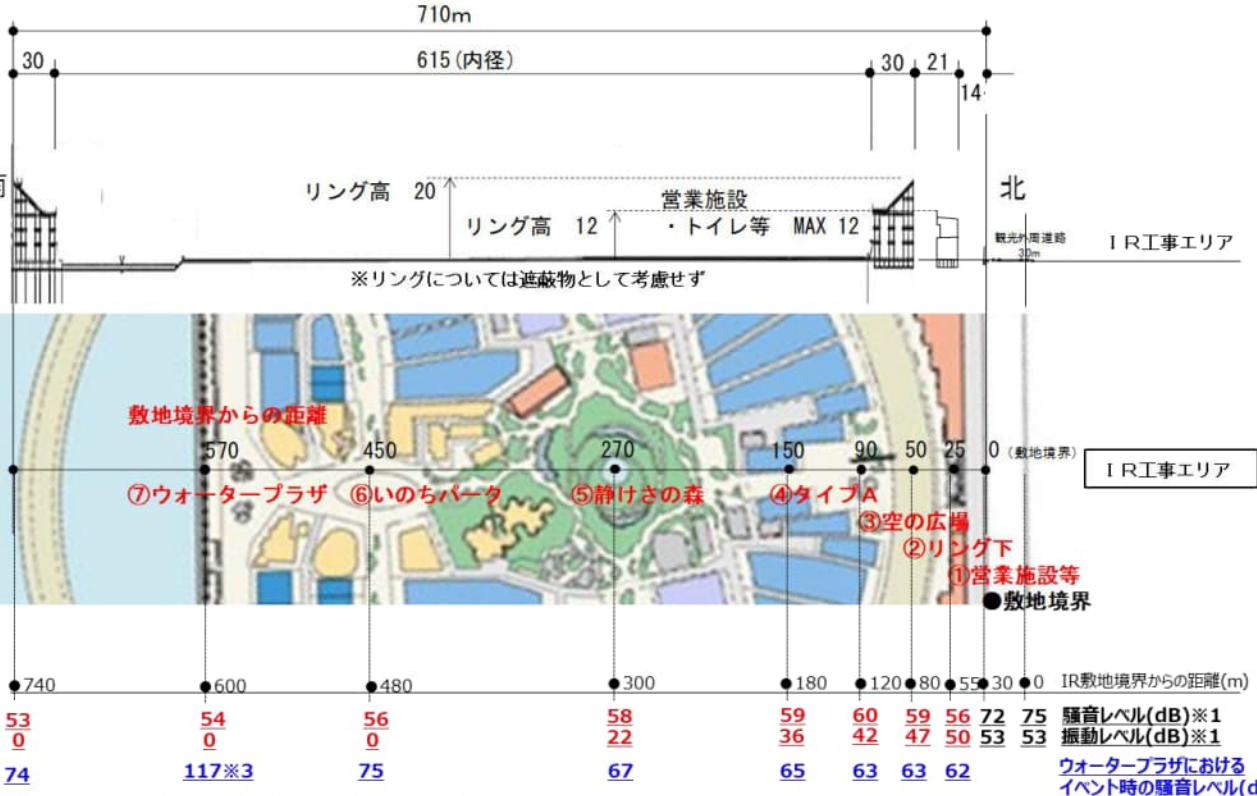 710m
30 615(内径) 30 21
14
リング高 20
北
営業施設
リング高 12 ・トイレ等 MAX 12
観光外周道路
30m
IR工事エリア
※リングについては遮蔽物として考慮せず
敷地境界からの距離
570 450 270 150 90 50 25 0 (敷地境界)
IR工事エリア
⑦ウォータープラザ ⑥いのちパーク ⑤静けさの森 ④タイプA
③空の広場
②リング下
①営業施設等
●敷地境界
740 600 480 300 180 120 80 55 30 0 IR敷地境界からの距離(m)
53 54 56 58 59 60 59 56 72 75 騒音レベル(dB)※1
0 0 0 22 36 42 47 50 53 53 振動レベル(dB)※1
74 117※3 75 67 65 63 63 62 ウォータープラザにおける
イベント時の騒音レベル(d